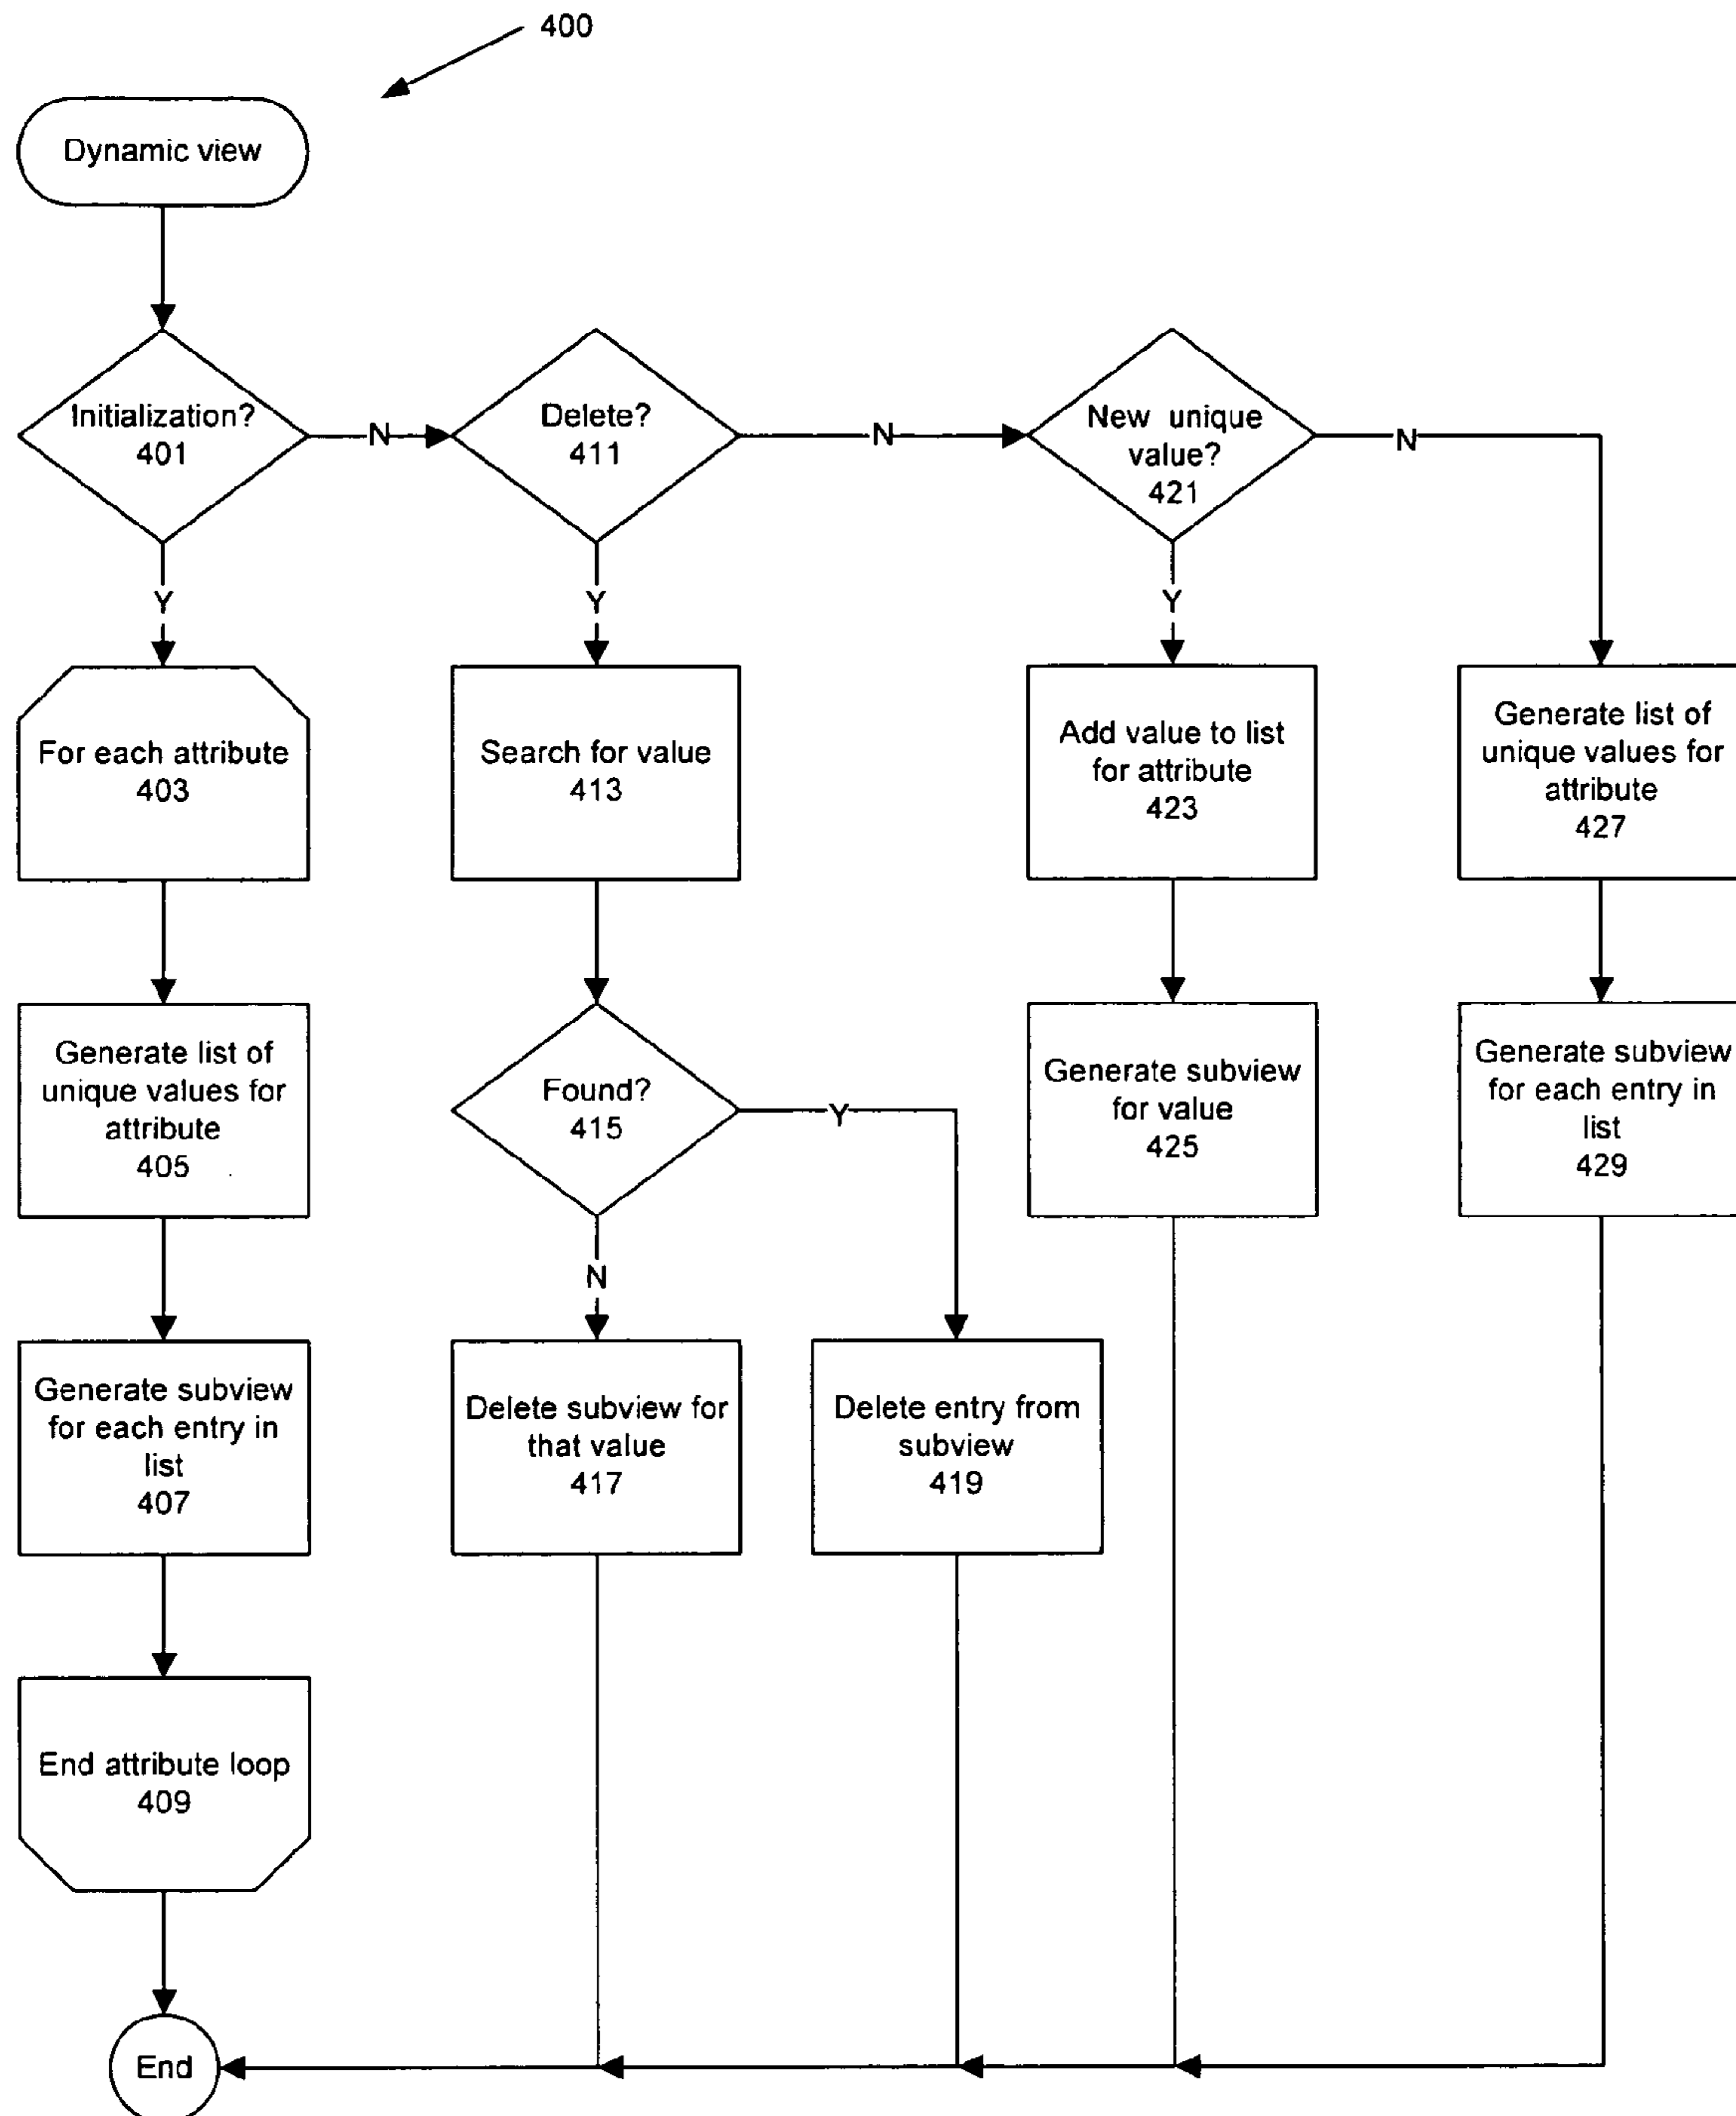 400
Dynamic view
Initialization?
401
N
Delete?
411
N
New unique
value?
421
N
Y
Y
Y
For each attribute
403
Search for value
413
Add value to list
for attribute
423
Generate list of
unique values for
attribute
427
Generate list of
unique values for
attribute
405
Found?
415
Y
Generate subview
for value
425
Generate subview
for each entry in
list
429
N
Generate subview
for each entry in
list
407
Delete subview for
that value
417
Delete entry from
subview
419
End attribute loop
409
End